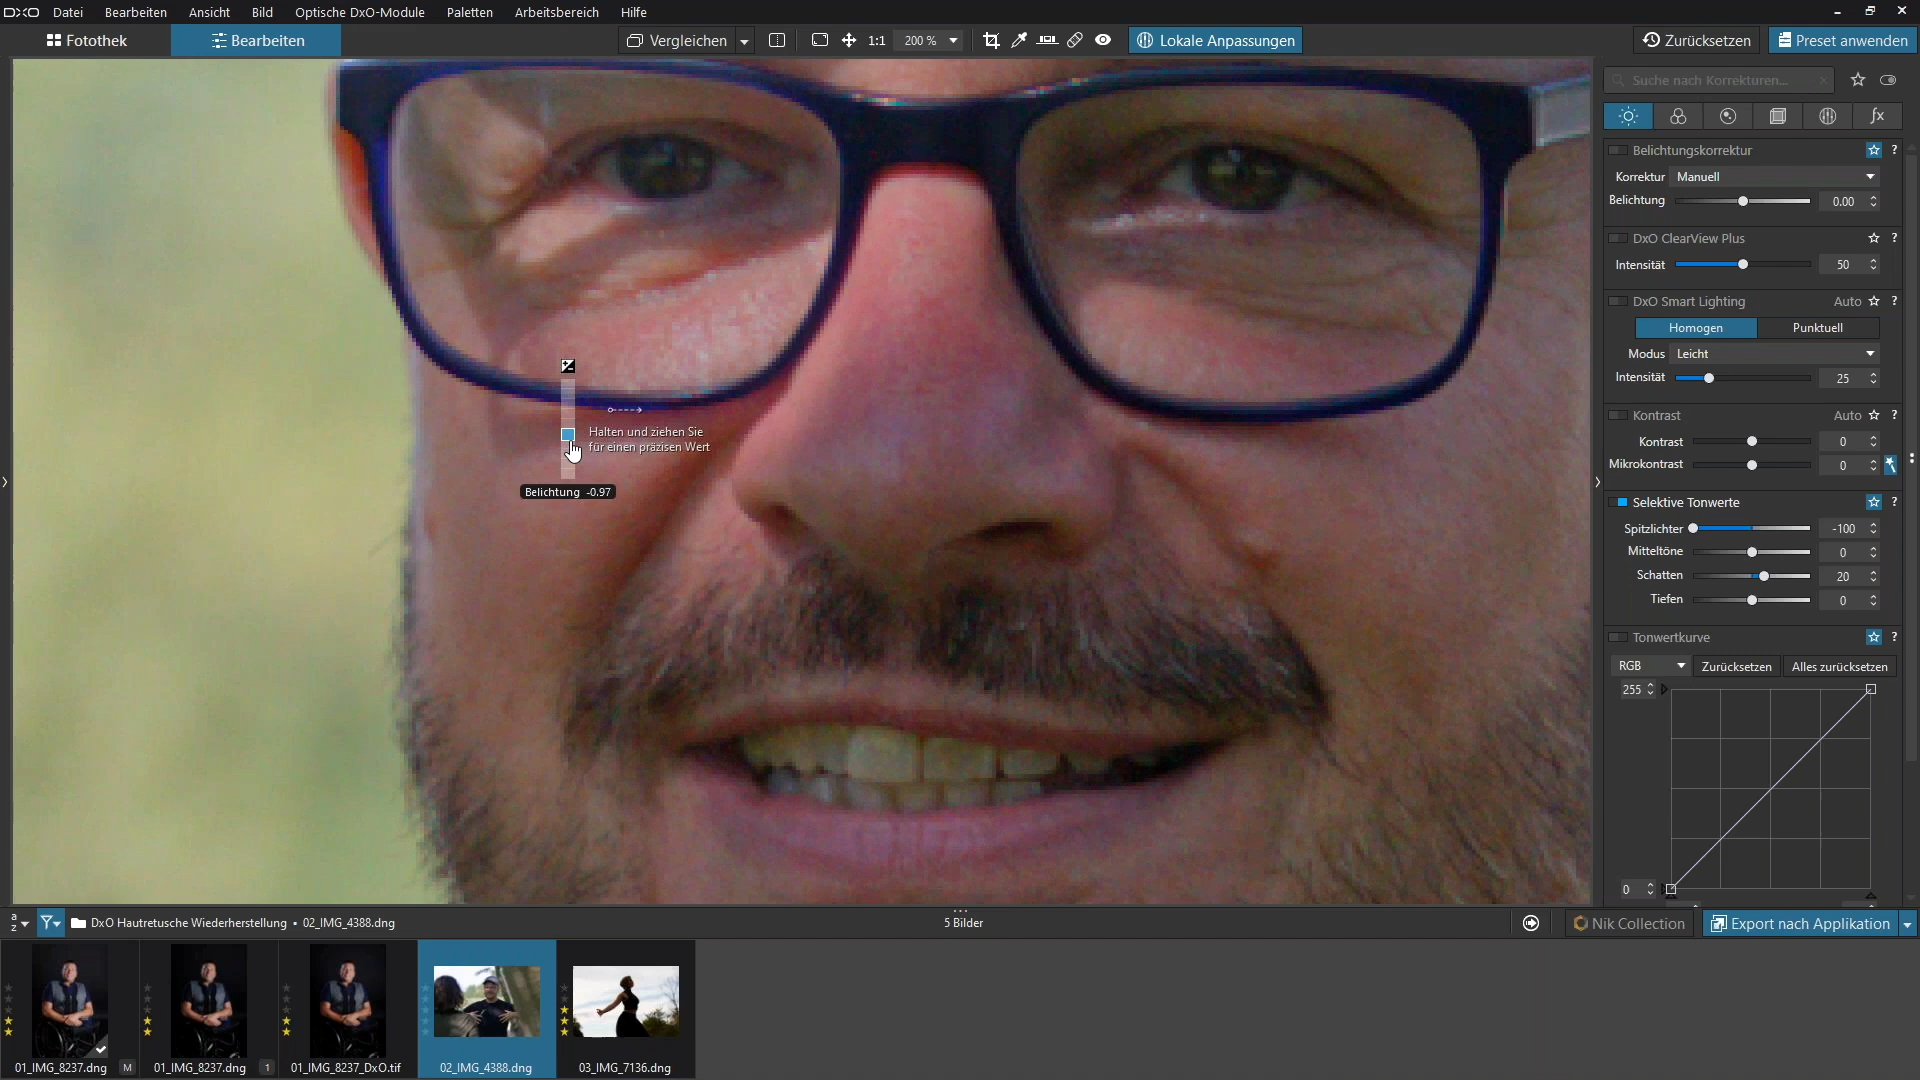 DXO Datei Bearbeiten Ansicht Bild Optische DxO-Module Paletten Arbeitsbereich Hilfe
Fotothek Bearbeiten Vergleichen 1:1 200 % Lokale Anpassungen Zurücksetzen Preset anwenden
Suche nach Korrekturen...
fx
Belichtungskorrektur ?
Korrektur Manuell
Belichtung 0.00
DxO ClearView Plus ?
Intensität 50
DxO Smart Lighting Auto ?
Homogen Punktuell
Modus Leicht
Intensität 25
Kontrast Auto ?
Kontrast 0
Mikrokontrast 0
Selektive Tonwerte ?
Spitzlichter -100
Mitteltöne 0
Schatten 20
Tiefen 0
Tonwertkurve ?
RGB Zurücksetzen Alles zurücksetzen
255
0
Halten und ziehen Sie
für einen präzisen Wert
Belichtung -0.97
a
z
DxO Hautretusche Wiederherstellung • 02_IMG_4388.dng 5 Bilder Nik Collection Export nach Applikation
01_IMG_8237.dng M 01_IMG_8237.dng 1 01_IMG_8237_DxO.tif 02_IMG_4388.dng 03_IMG_7136.dng